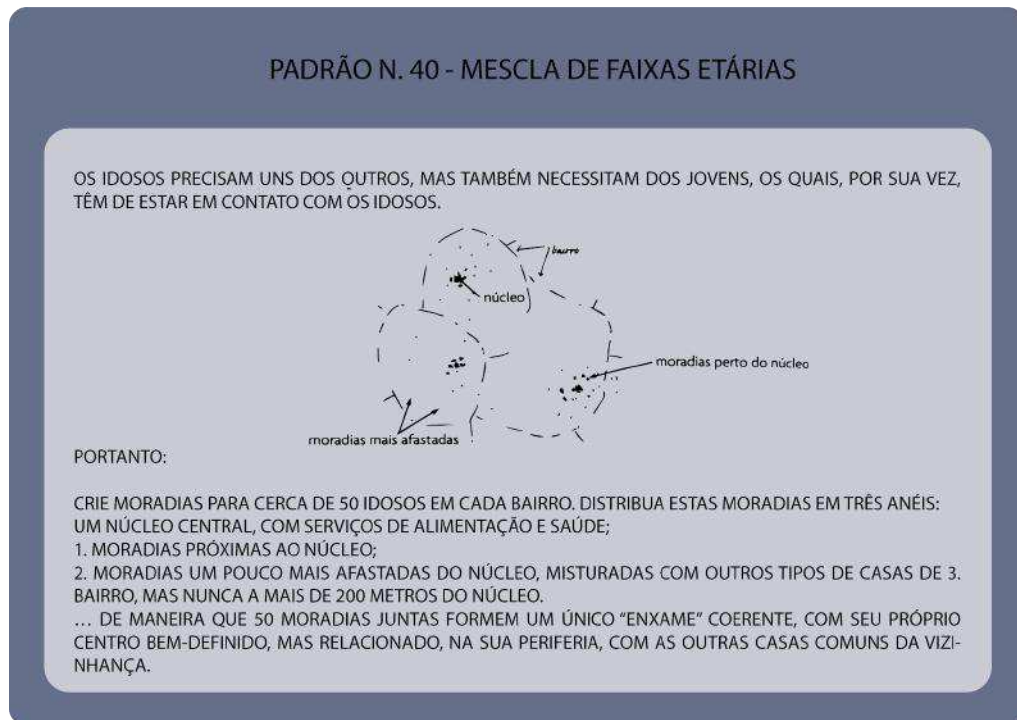 PADRÃO N. 40 - MESCLA DE FAIXAS ETÁRIAS
OS IDOSOS PRECISAM UNS DOS OUTROS, MAS TAMBÉM NECESSITAM DOS JOVENS, OS QUAIS, POR SUA VEZ,
TÊM DE ESTAR EM CONTATO COM OS IDOSOS.
bairro
núcleo
moradias perto do núcleo
moradias mais afastadas
PORTANTO:
CRIE MORADIAS PARA CERCA DE 50 IDOSOS EM CADA BAIRRO. DISTRIBUA ESTAS MORADIAS EM TRÊS ANÉIS:
UM NÚCLEO CENTRAL, COM SERVIÇOS DE ALIMENTAÇÃO E SAÚDE;
1. MORADIAS PRÓXIMAS AO NÚCLEO;
2. MORADIAS UM POUCO MAIS AFASTADAS DO NÚCLEO, MISTURADAS COM OUTROS TIPOS DE CASAS DE 3.
BAIRRO, MAS NUNCA A MAIS DE 200 METROS DO NÚCLEO.
... DE MANEIRA QUE 50 MORADIAS JUNTAS FORMEM UM ÚNICO “ENXAME” COERENTE, COM SEU PRÓPRIO
CENTRO BEM-DEFINIDO, MAS RELACIONADO, NA SUA PERIFERIA, COM AS OUTRAS CASAS COMUNS DA VIZI-
NHANÇA.